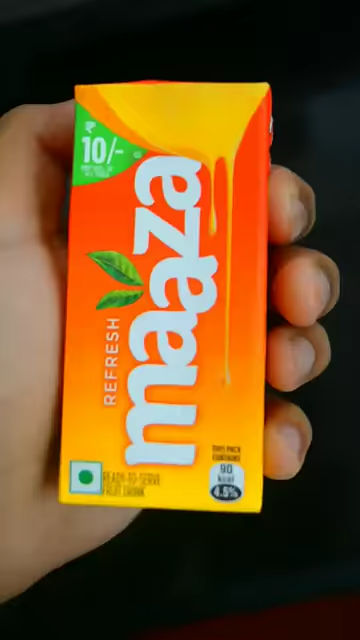 ₹
10/-
REFRESH
maaza
READY-TO-SERVE
FRUIT DRINK
THIS PACK
CONTAINS
90
kcal
4.5%